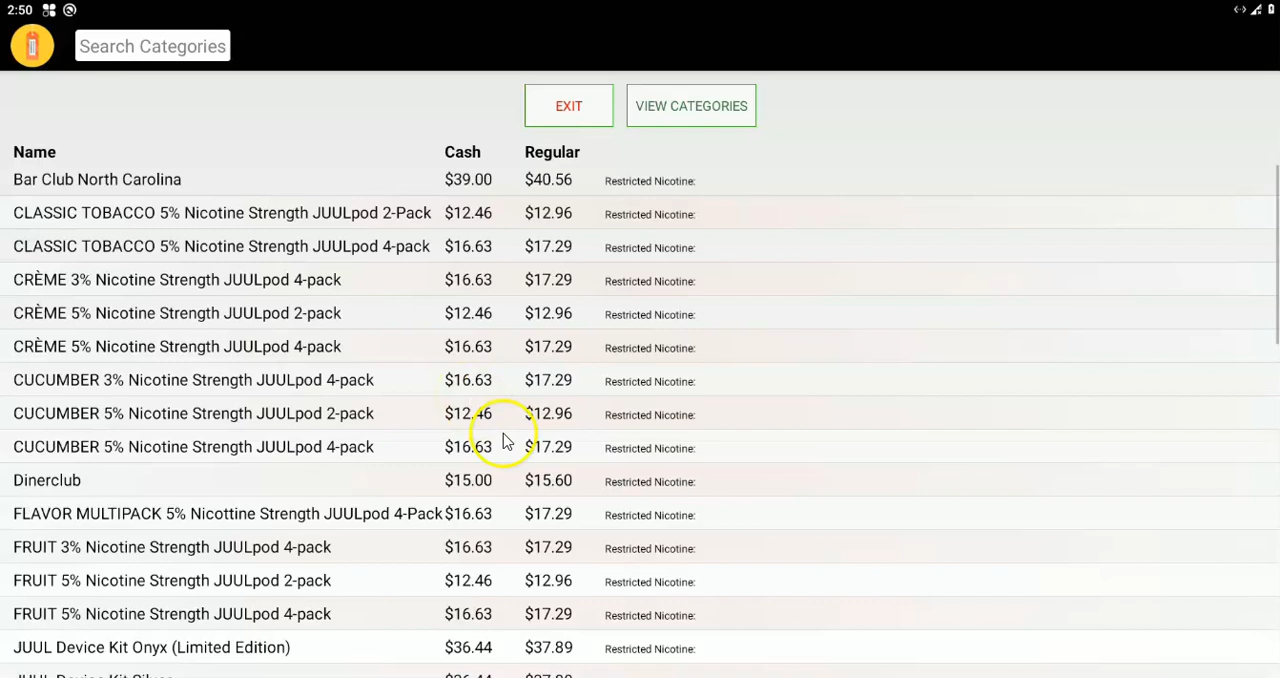 2:50
Search Categories
EXIT VIEW CATEGORIES
Name Cash Regular
Bar Club North Carolina $39.00 $40.56 Restricted Nicotine:
CLASSIC TOBACCO 5% Nicotine Strength JUULpod 2-Pack $12.46 $12.96 Restricted Nicotine:
CLASSIC TOBACCO 5% Nicotine Strength JUULpod 4-pack $16.63 $17.29 Restricted Nicotine:
CRÈME 3% Nicotine Strength JUULpod 4-pack $16.63 $17.29 Restricted Nicotine:
CRÈME 5% Nicotine Strength JUULpod 2-pack $12.46 $12.96 Restricted Nicotine:
CRÈME 5% Nicotine Strength JUULpod 4-pack $16.63 $17.29 Restricted Nicotine:
CUCUMBER 3% Nicotine Strength JUULpod 4-pack $16.63 $17.29 Restricted Nicotine:
CUCUMBER 5% Nicotine Strength JUULpod 2-pack $12.46 $12.96 Restricted Nicotine:
CUCUMBER 5% Nicotine Strength JUULpod 4-pack $16.63 $17.29 Restricted Nicotine:
Dinerclub $15.00 $15.60 Restricted Nicotine:
FLAVOR MULTIPACK 5% Nicottine Strength JUULpod 4-Pack $16.63 $17.29 Restricted Nicotine:
FRUIT 3% Nicotine Strength JUULpod 4-pack $16.63 $17.29 Restricted Nicotine:
FRUIT 5% Nicotine Strength JUULpod 2-pack $12.46 $12.96 Restricted Nicotine:
FRUIT 5% Nicotine Strength JUULpod 4-pack $16.63 $17.29 Restricted Nicotine:
JUUL Device Kit Onyx (Limited Edition) $36.44 $37.89 Restricted Nicotine: